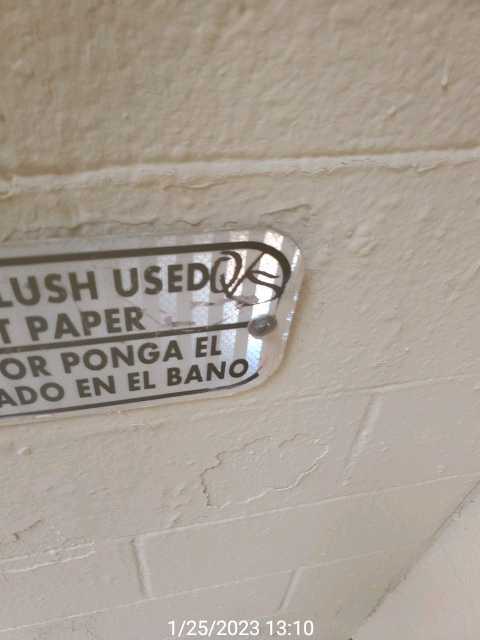 LUSH USED
T PAPER
OR PONGA EL
ADO EN EL BANO
1/25/2023 13:10